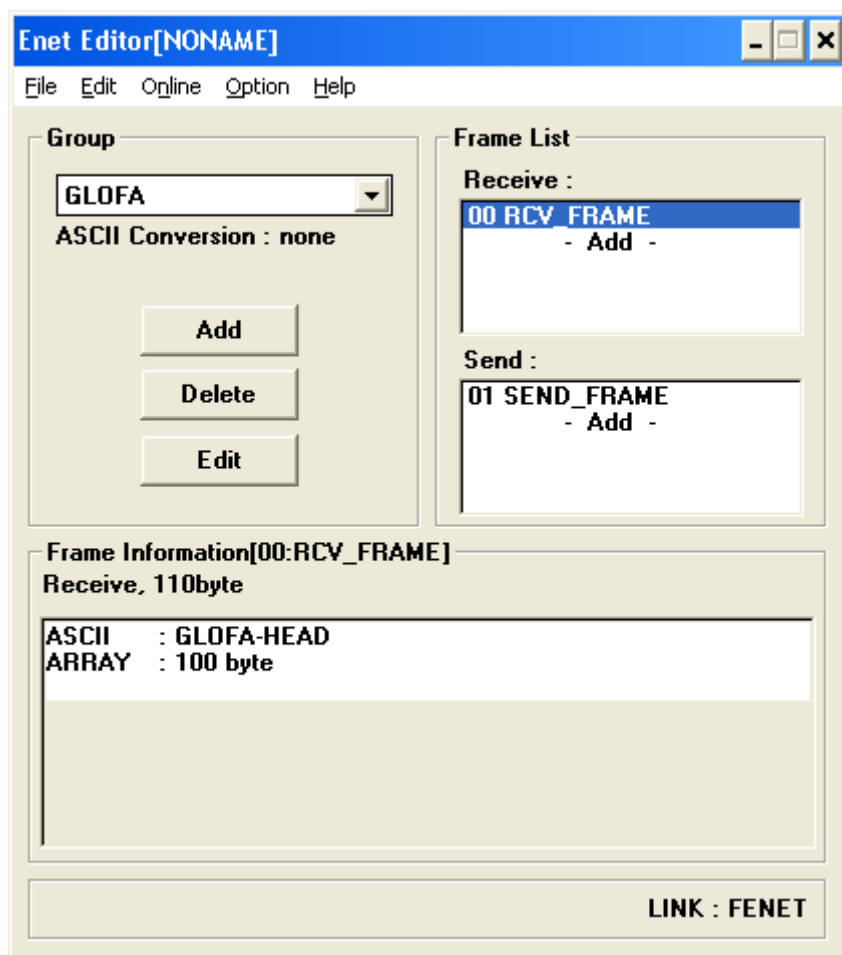 Enet Editor[NONAME]
File Edit Online Option Help
Group
GLOFA
ASCII Conversion : none
Add
Delete
Edit
Frame List
Receive :
00 RCV_FRAME
- Add -
Send :
01 SEND_FRAME
- Add -
Frame Information[00:RCV_FRAME]
Receive, 110byte
ASCII : GLOFA-HEAD
ARRAY : 100 byte
LINK : FENET